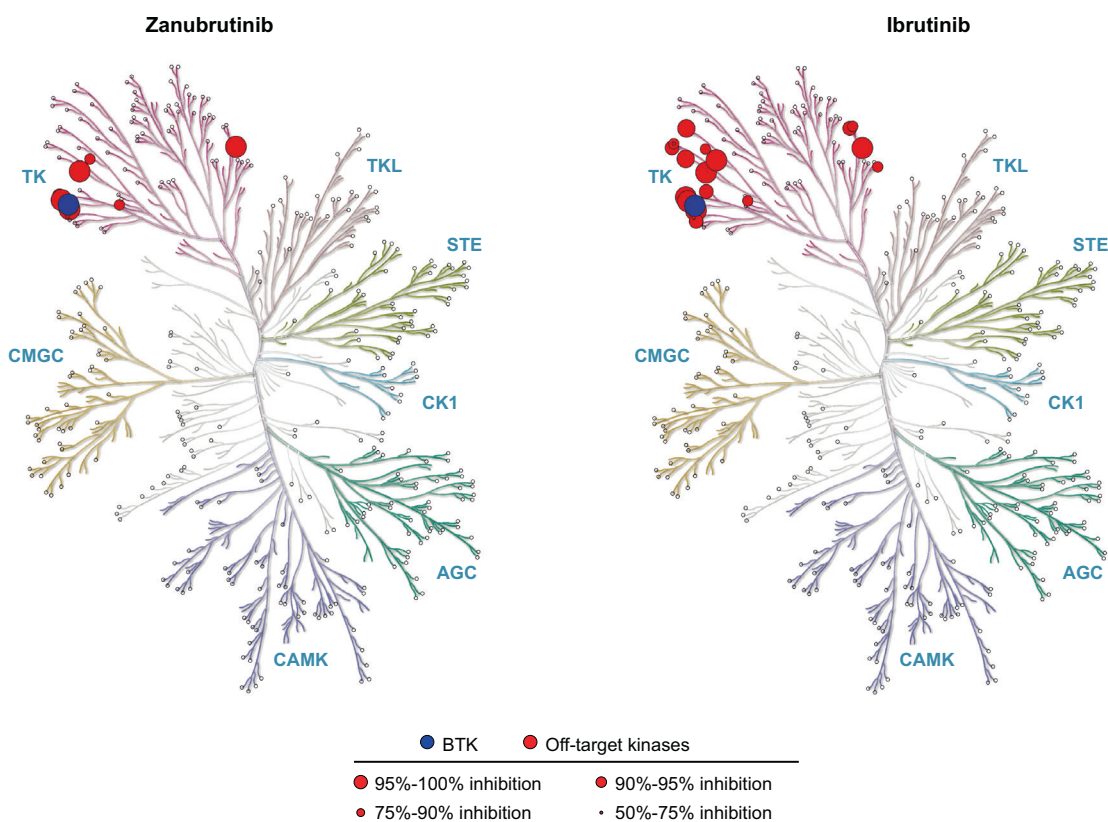 Zanubrutinib
Ibrutinib
TK
TKL
STE
CMGC
CK1
AGC
CAMK
TK
TKL
STE
CMGC
CK1
AGC
CAMK
BTK
Off-target kinases
95%-100% inhibition
90%-95% inhibition
75%-90% inhibition
50%-75% inhibition